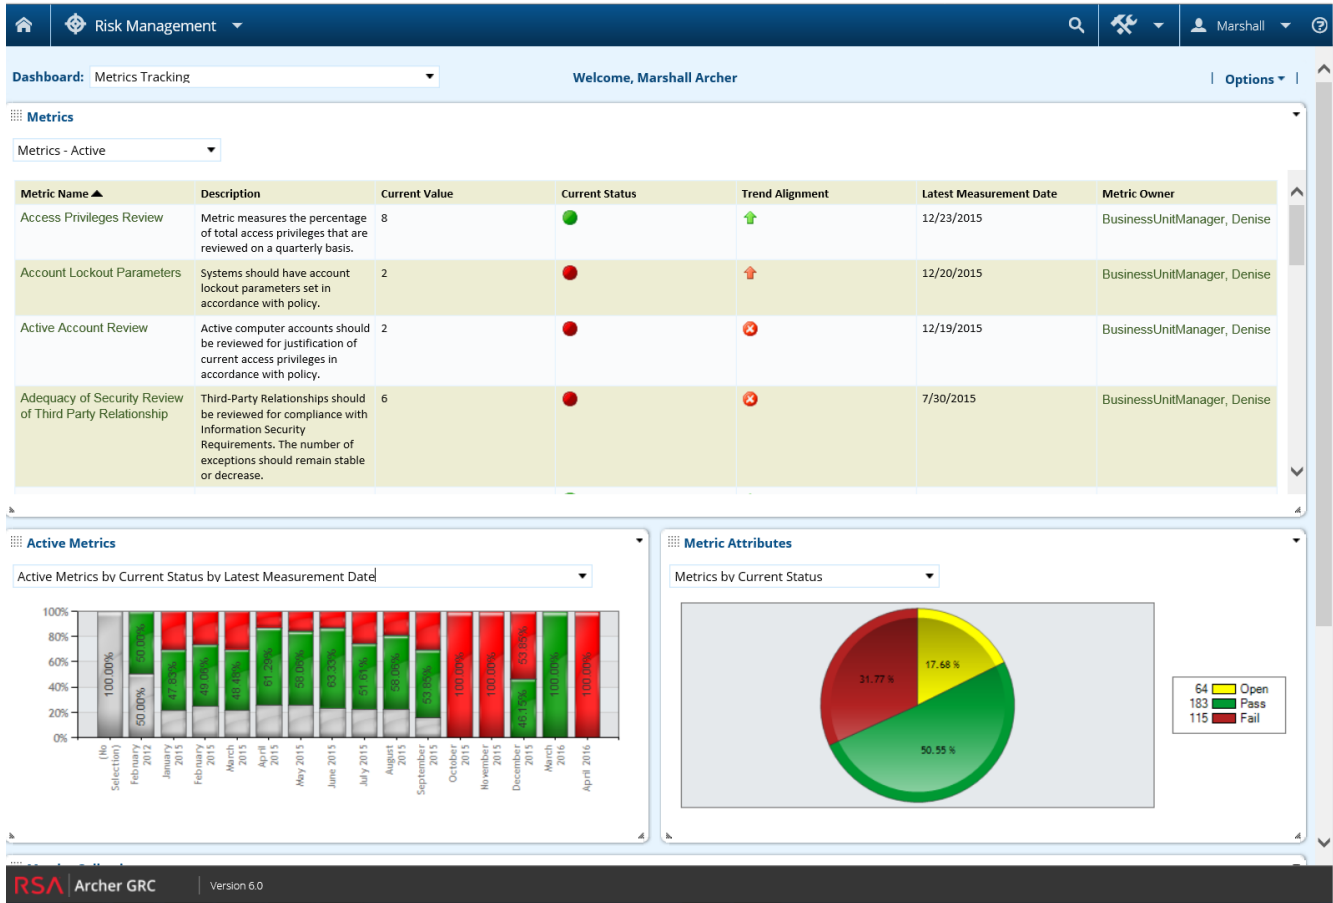 Risk Management
Marshall
Dashboard: Metrics Tracking
Welcome, Marshall Archer
| Options |
Metrics
Metrics - Active
Metric Name Description Current Value Current Status Trend Alignment Latest Measurement Date Metric Owner
Access Privileges Review Metric measures the percentage 8 12/23/2015 BusinessUnitManager, Denise
of total access privileges that are
reviewed on a quarterly basis.
Account Lockout Parameters Systems should have account 2 12/20/2015 BusinessUnitManager, Denise
lockout parameters set in
accordance with policy.
Active Account Review Active computer accounts should 2 12/19/2015 BusinessUnitManager, Denise
be reviewed for justification of
current access privileges in
accordance with policy.
Adequacy of Security Review Third-Party Relationships should 6 7/30/2015 BusinessUnitManager, Denise
of Third Party Relationship be reviewed for compliance with
Information Security
Requirements. The number of
exceptions should remain stable
or decrease.
Active Metrics
Active Metrics by Current Status by Latest Measurement Date
100%
80%
60%
40%
20%
0%
100.00%
50.00%
50.00%
47.83%
49.06%
48.48%
61.29%
58.06%
63.33%
51.61%
58.06%
53.85%
100.00%
100.00%
53.85%
46.15%
100.00%
100.00%
(No Selection)
February 2012
January 2015
February 2015
March 2015
April 2015
May 2015
June 2015
July 2015
August 2015
September 2015
October 2015
November 2015
December 2015
March 2016
April 2016
Metric Attributes
Metrics by Current Status
17.68 %
31.77 %
50.55 %
64 Open
183 Pass
115 Fail
RSA Archer GRC Version 6.0